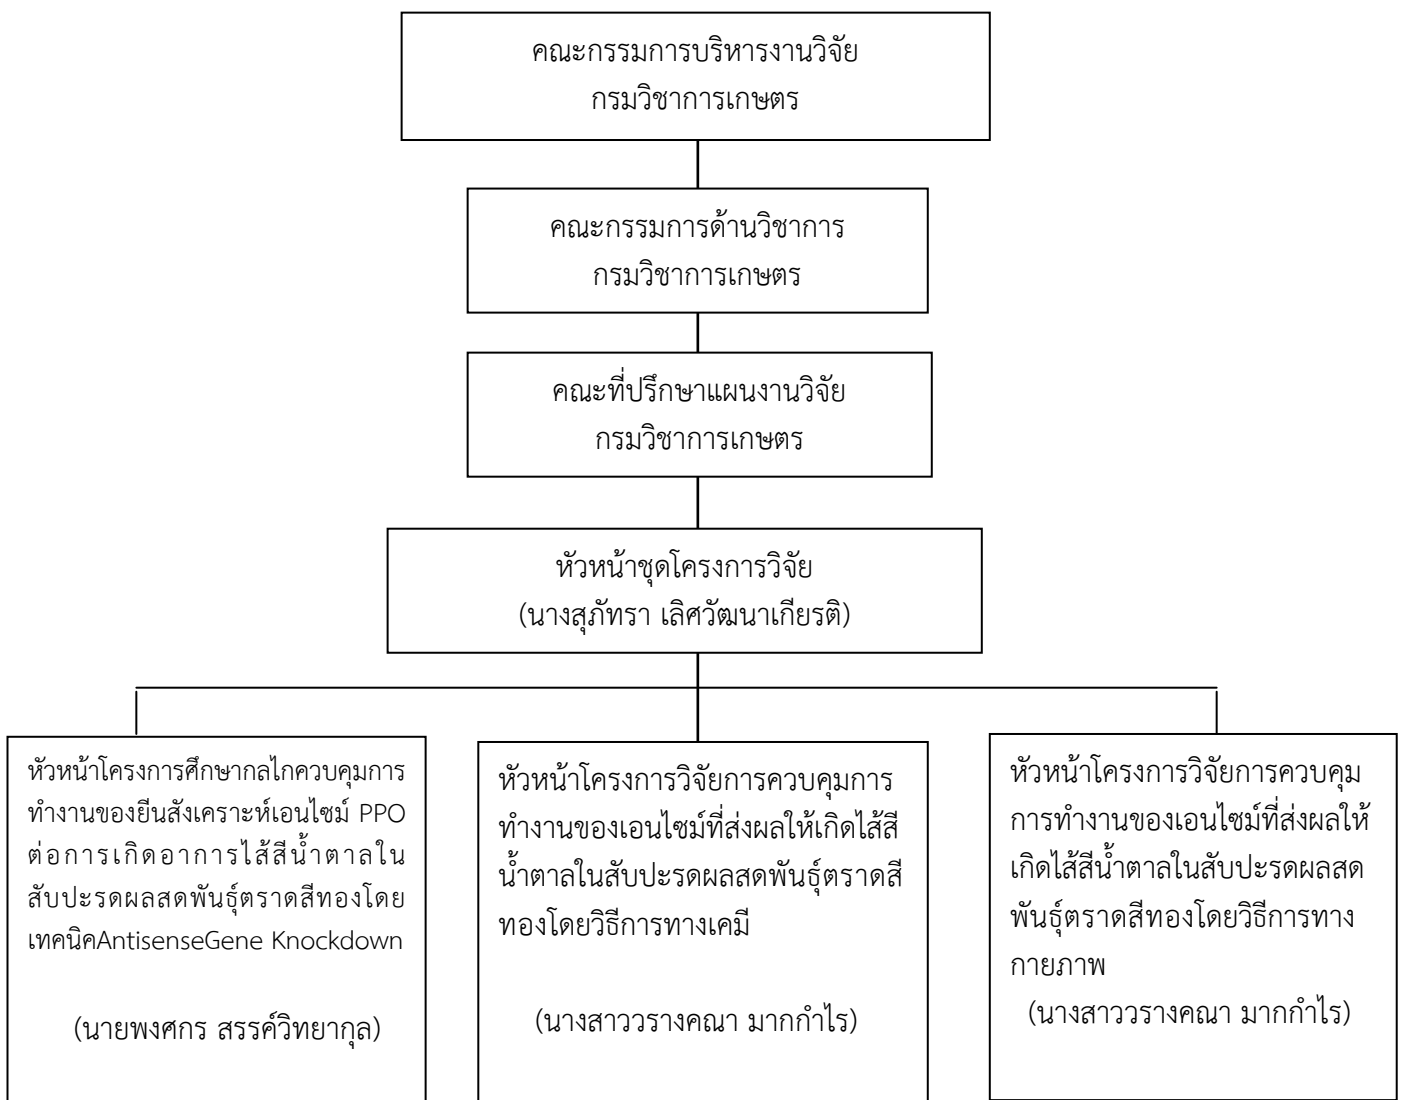 คณะกรรมการบริหารงานวิจัย
กรมวิชาการเกษตร
คณะกรรมการด้านวิชาการ
กรมวิชาการเกษตร
คณะที่ปรึกษาแผนงานวิจัย
กรมวิชาการเกษตร
หัวหน้าชุดโครงการวิจัย
(นางสุภัทรา เลิศวัฒนาเกียรติ)
หัวหน้าโครงการศึกษากลไกควบคุมการ
ทำงานของยีนสังเคราะห์เอนไซม์ PPO
ต่อการเกิดอาการไส้สีน้ำตาลใน
สับปะรดผลสดพันธุ์ตราดสีทองโดย
เทคนิคAntisenseGene Knockdown
(นายพงศกร สรรค์วิทยากุล)
หัวหน้าโครงการวิจัยการควบคุมการ
ทำงานของเอนไซม์ที่ส่งผลให้เกิดไส้สี
น้ำตาลในสับปะรดผลสดพันธุ์ตราดสี
ทองโดยวิธีการทางเคมี
(นางสาววรางคณา มากกำไร)
หัวหน้าโครงการวิจัยการควบคุม
การทำงานของเอนไซม์ที่ส่งผลให้
เกิดไส้สีน้ำตาลในสับปะรดผลสด
พันธุ์ตราดสีทองโดยวิธีการทาง
กายภาพ
(นางสาววรางคณา มากกำไร)